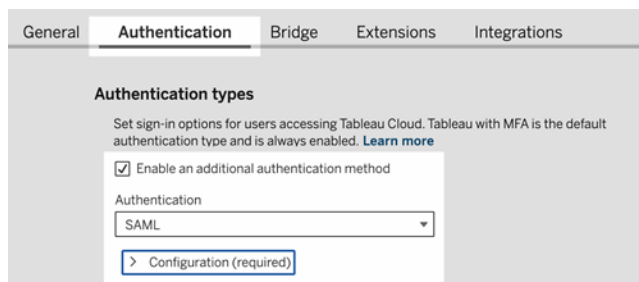 General Authentication Bridge Extensions Integrations
Authentication types
Set sign-in options for users accessing Tableau Cloud. Tableau with MFA is the default
authentication type and is always enabled. Learn more
Enable an additional authentication method
Authentication
SAML
Configuration (required)